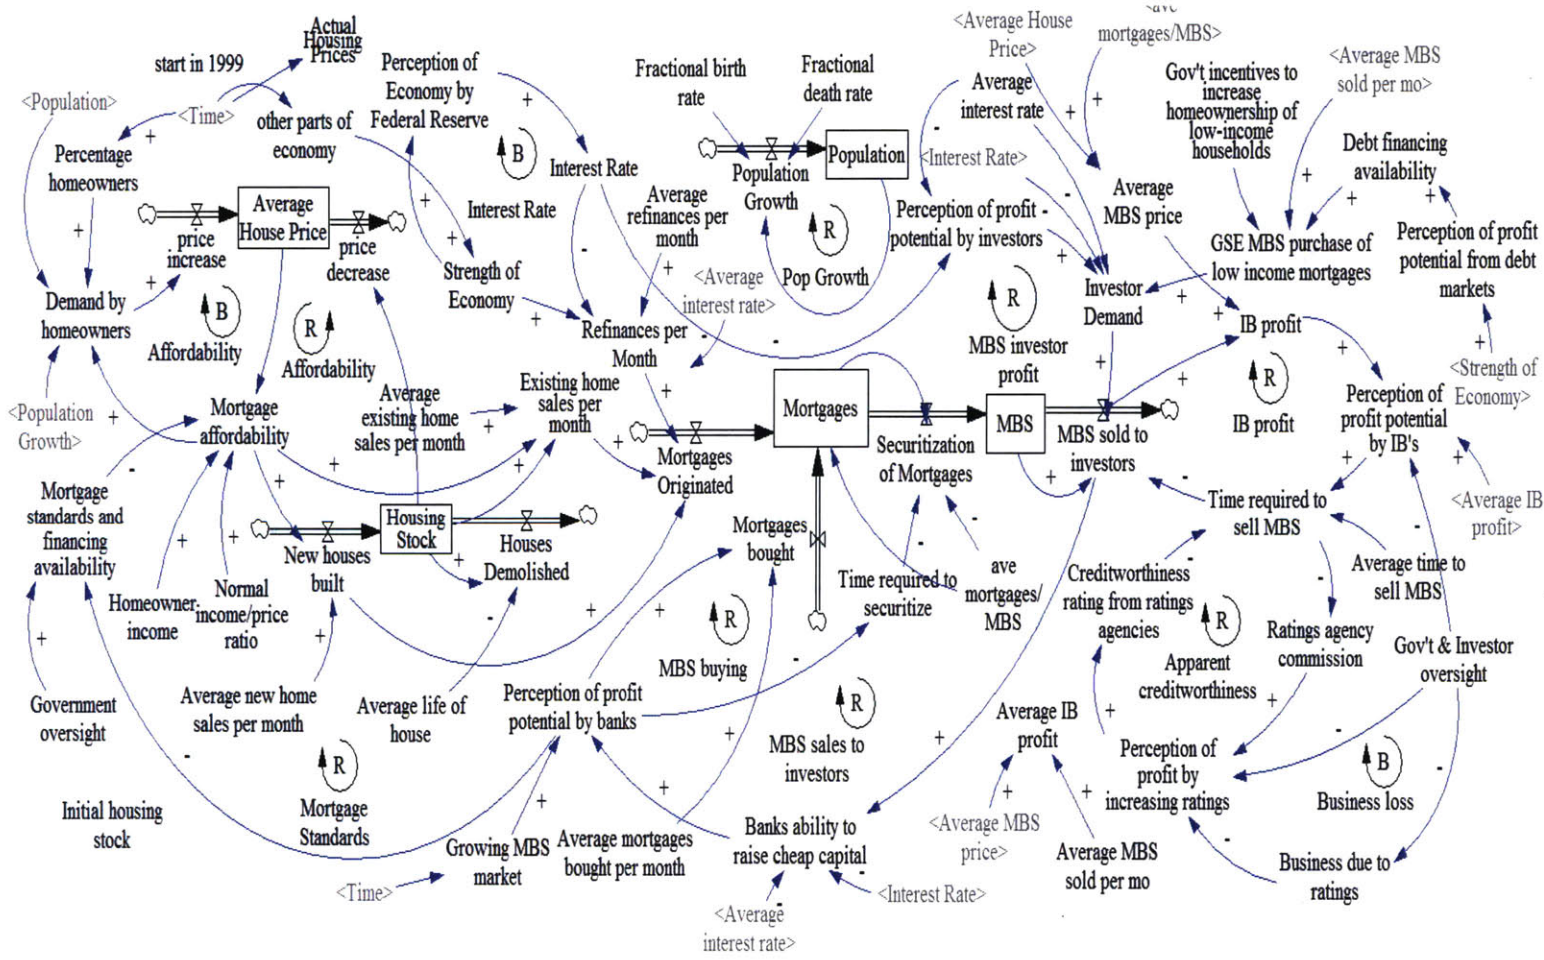 Actual
Housing
Prices
start in 1999
<Population>
<Time>
other parts of
economy
Percentage
homeowners
Perception of
Economy by
Federal Reserve
B
Interest Rate
Interest Rate
Fractional birth
rate
Fractional
death rate
Population
Population
Growth
R
Pop Growth
Average
refinances per
month
<Average
interest rate>
<Average House
Price>
<ave
mortgages/MBS>
Average
interest rate
<Interest Rate>
Perception of profit
potential by investors
Average
MBS price
Gov't incentives to
increase
homeownership of
low-income
households
<Average MBS
sold per mo>
Debt financing
availability
GSE MBS purchase of
low income mortgages
Perception of profit
potential from debt
markets
<Strength of
Economy>
Average
House Price
price
increase
price
decrease
Demand by
homeowners
B
Affordability
R
Affordability
Strength of
Economy
Refinances per
Month
R
MBS investor
profit
Investor
Demand
IB profit
R
IB profit
Perception of
profit potential
by IB's
<Average IB
profit>
<Population
Growth>
Mortgage
affordability
Average
existing home
sales per month
Existing home
sales per
month
Mortgages
Originated
Mortgages
Securitization
of Mortgages
MBS
MBS sold to
investors
Time required to
sell MBS
Average time to
sell MBS
Mortgage
standards and
financing
availability
Housing
Stock
New houses
built
Houses
Demolished
Mortgages
bought
Time required to
securitize
ave
mortgages/
MBS
Creditworthiness
rating from ratings
agencies
R
Apparent
creditworthiness
Ratings agency
commission
Gov't & Investor
oversight
Homeowner
income
Normal
income/price
ratio
Government
oversight
Average new home
sales per month
Average life of
house
Perception of profit
potential by banks
R
MBS buying
R
MBS sales to
investors
Average IB
profit
Perception of
profit by
increasing ratings
B
Business loss
R
Mortgage
Standards
Initial housing
stock
<Time>
Growing MBS
market
Average mortgages
bought per month
Banks ability to
raise cheap capital
<Average
interest rate>
<Interest Rate>
<Average MBS
price>
Average MBS
sold per mo
Business due to
ratings